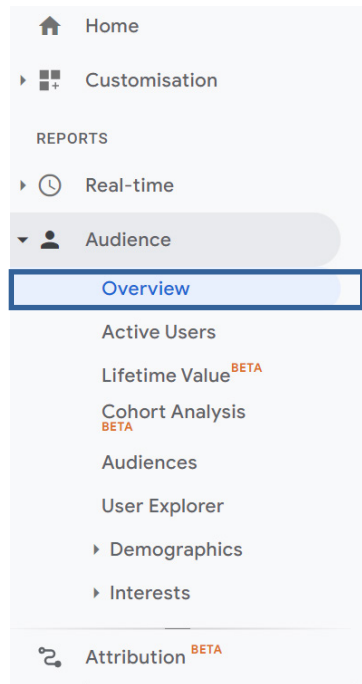 Home
Customisation
REPORTS
Real-time
Audience
Overview
Active Users
Lifetime Value BETA
Cohort Analysis
BETA
Audiences
User Explorer
Demographics
Interests
Attribution BETA